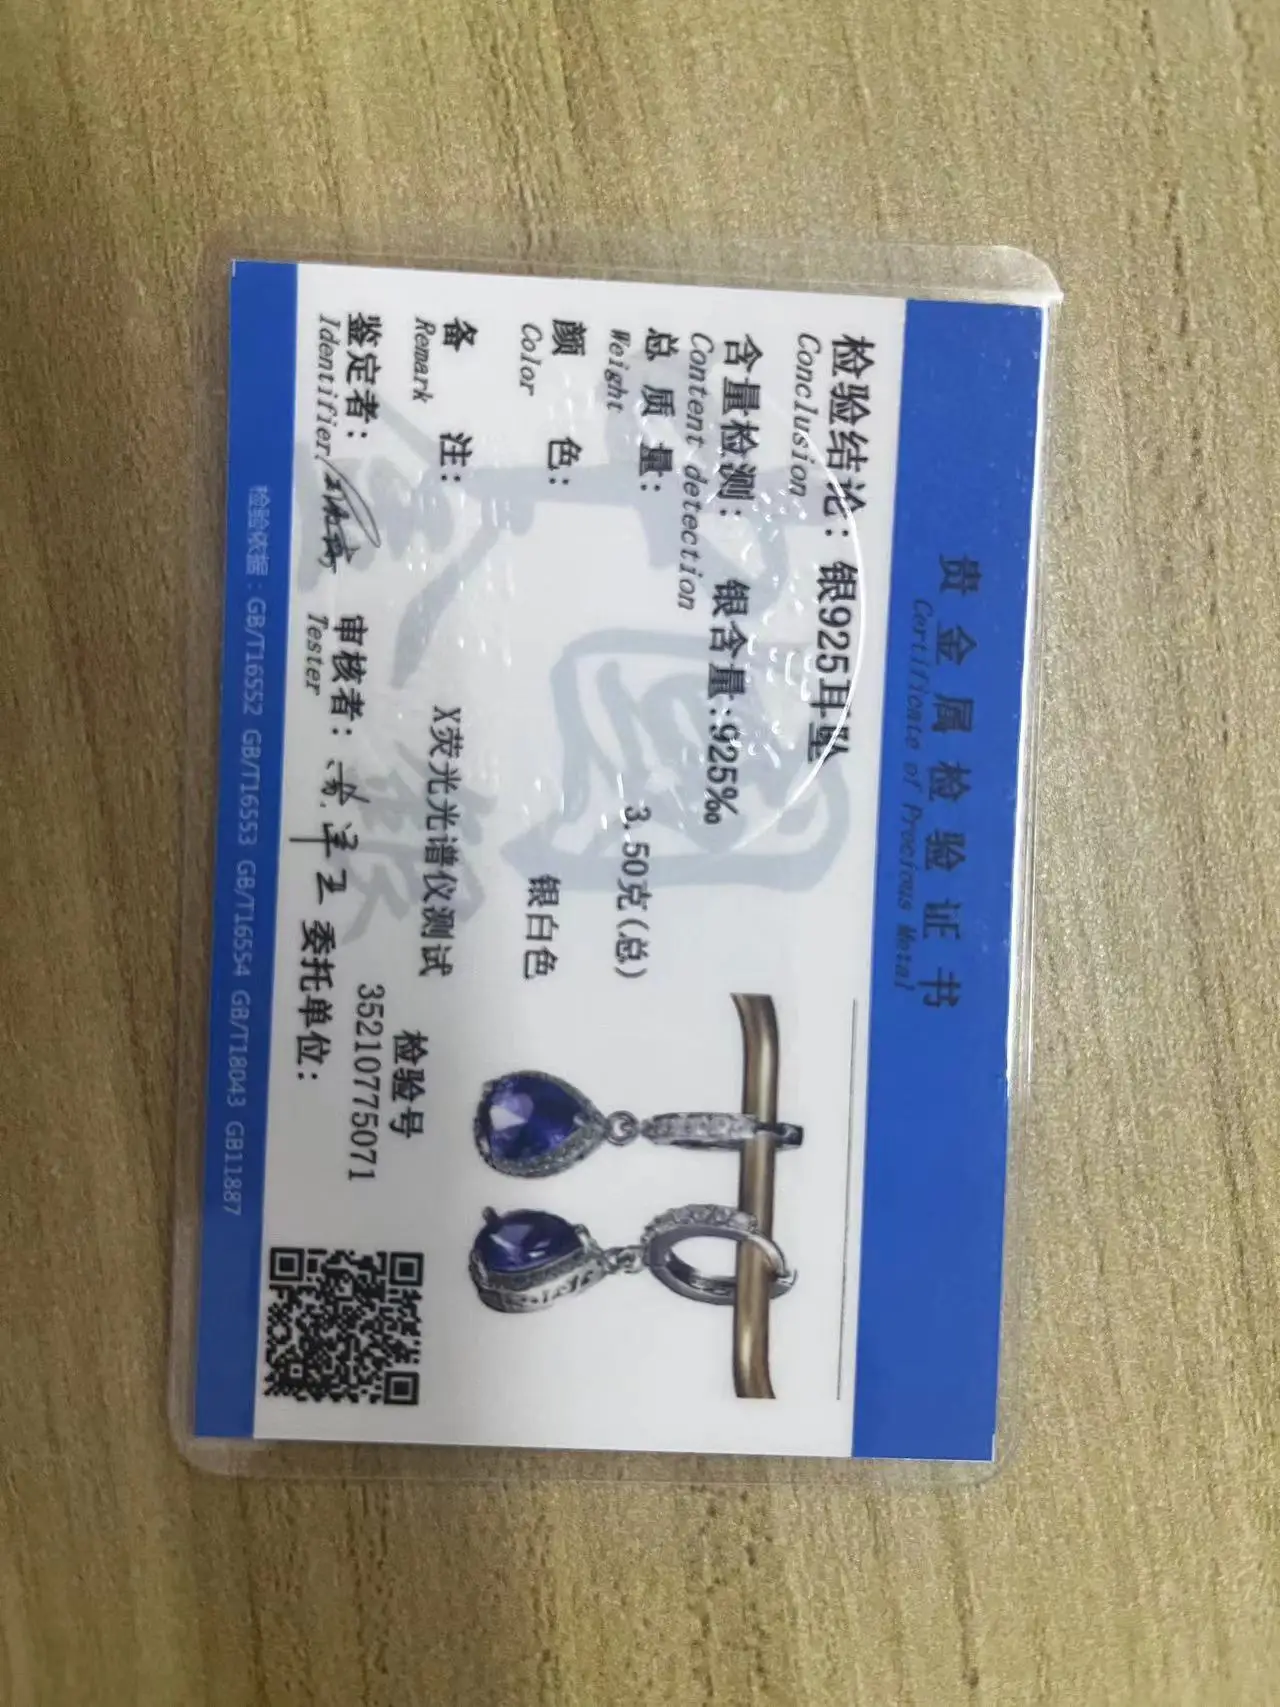 贵金属检验证书
Certificate of Precious Metal
检验结论：银925耳坠
Conclusion
含量检测：银含量:925‰
Content detection
总质量：3.50克(总)
Weight
颜色：银白色
Color
备注：X荧光光谱仪测试
Remark
检验号
35210775071
鉴定者：审核者：委托单位：
Identifier Tester
检验依据：GB/T16552 GB/T16553 GB/T16554 GB/T18043 GB11887